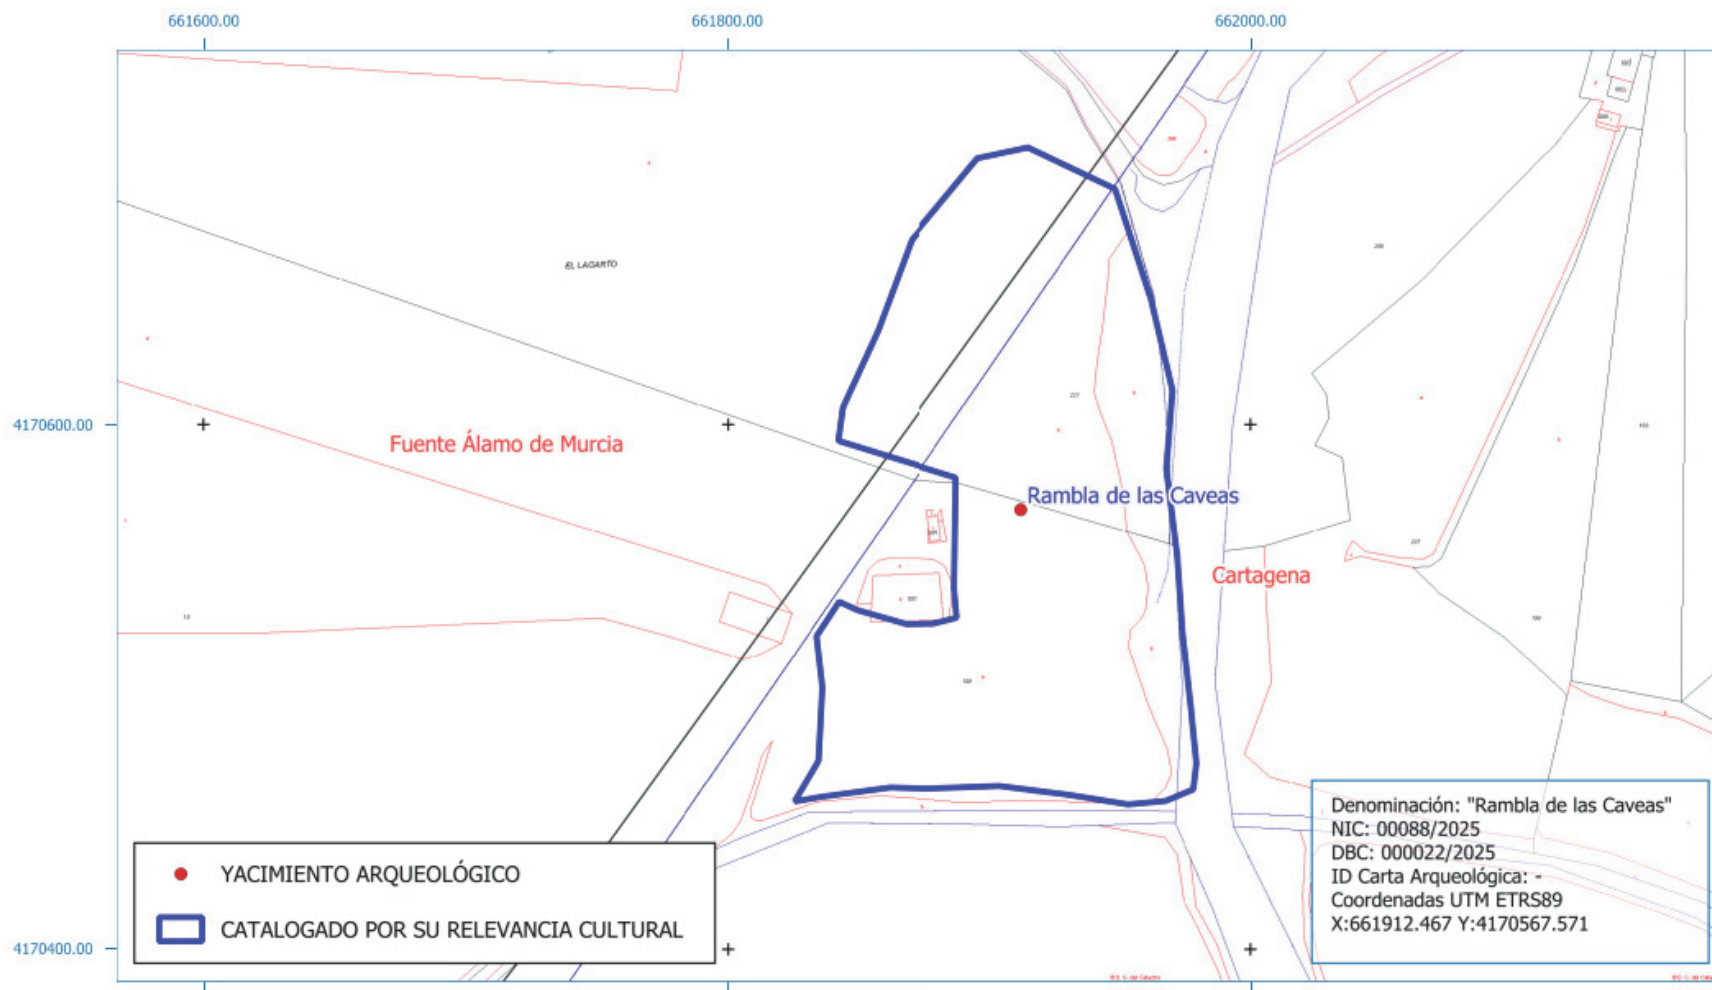 661600.00
661800.00
662000.00
EL LAGARTO
4170600.00
Fuente Álamo de Murcia
227
Rambla de las Caveas
Cartagena
Denominación: "Rambla de las Caveas"
NIC: 00088/2025
DBC: 000022/2025
ID Carta Arqueológica: -
Coordenadas UTM ETRS89
X:661912.467 Y:4170567.571
YACIMIENTO ARQUEOLÓGICO
CATALOGADO POR SU RELEVANCIA CULTURAL
4170400.00